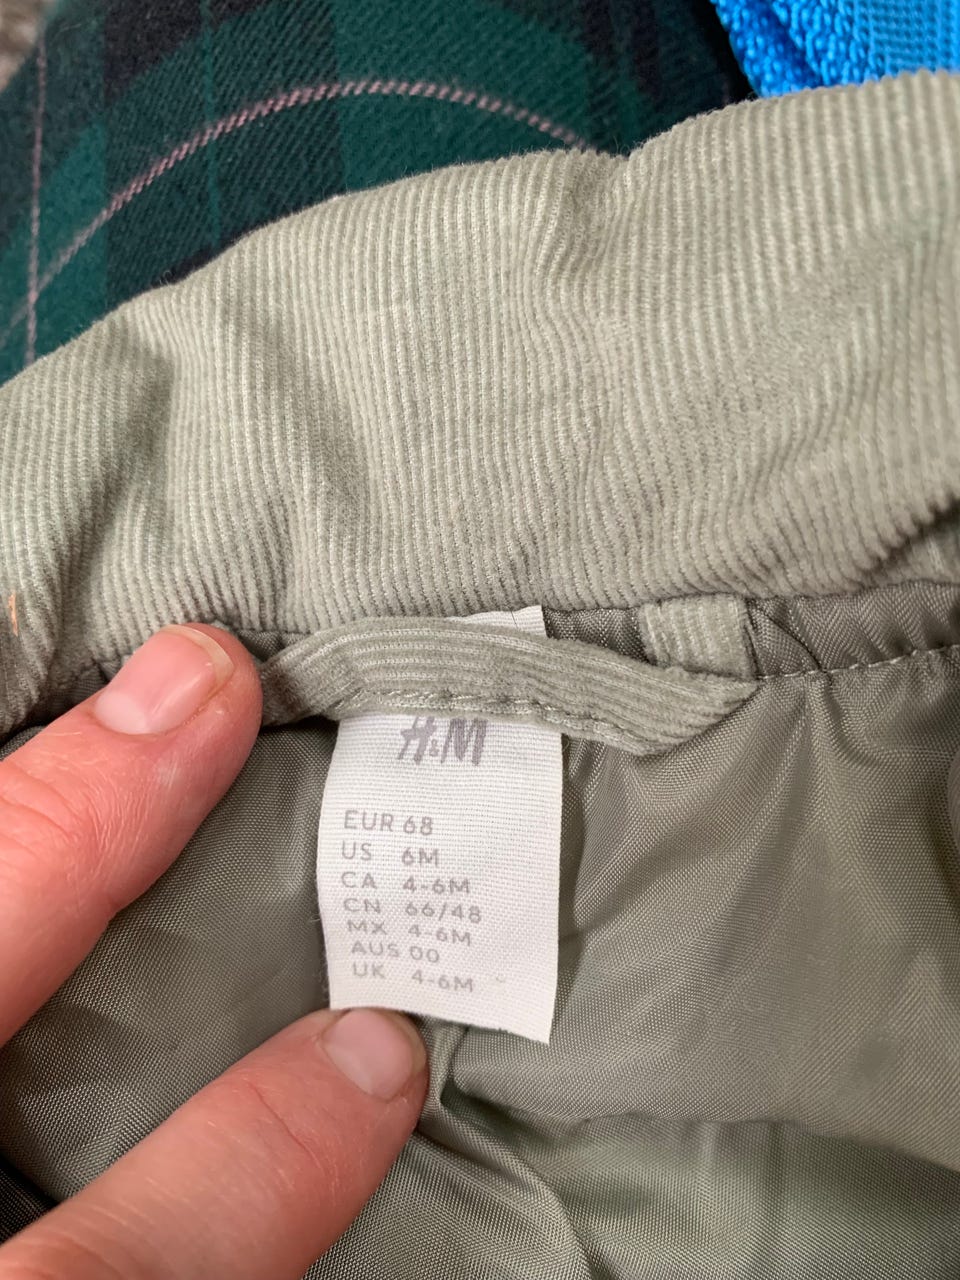 H&M
EUR 68
US 6M
CA 4-6M
CN 66/48
MX 4-6M
AUS 00
UK 4-6M